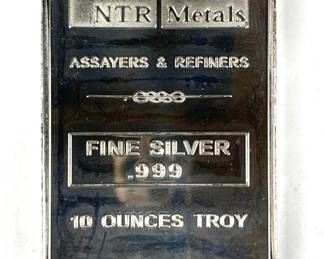 NTR Metals
ASSAYERS & REFINERS
FINE SILVER
.999
10 OUNCES TROY